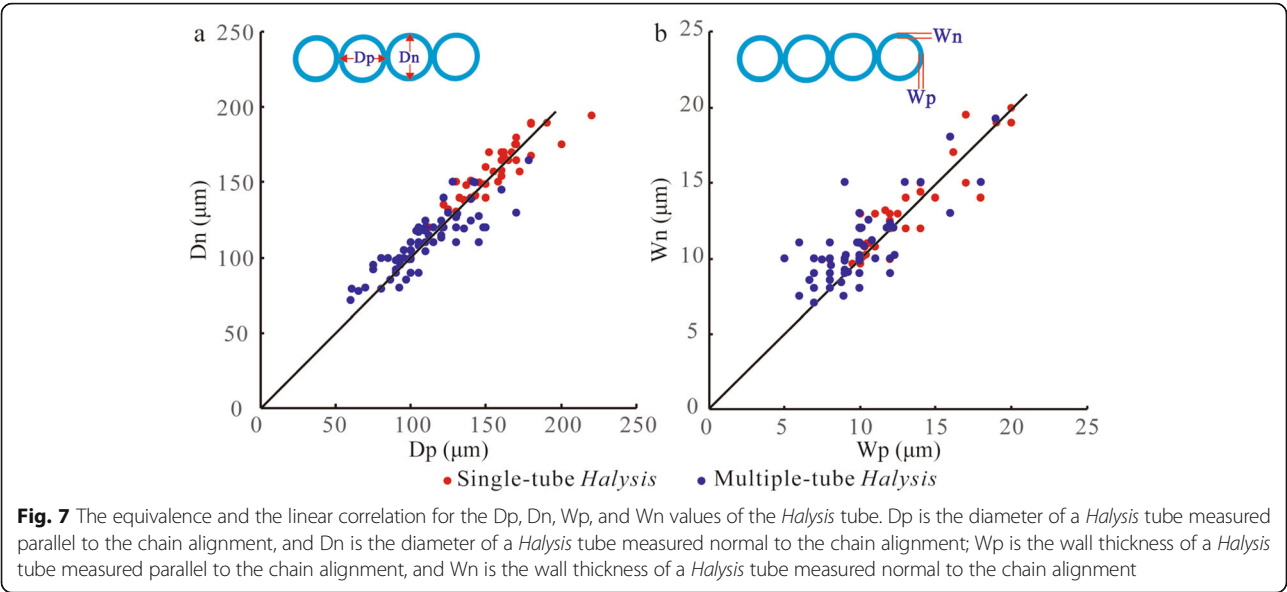 a
250
200
150
100
50
0
Dn (μm)
Dp
Dn
0 50 100 150 200 250
Dp (μm)
b
25
20
15
10
5
0
Wn (μm)
Wn
Wp
0 5 10 15 20 25
Wp (μm)
Single-tube Halysis
Multiple-tube Halysis
Fig. 7 The equivalence and the linear correlation for the Dp, Dn, Wp, and Wn values of the Halysis tube. Dp is the diameter of a Halysis tube measured
parallel to the chain alignment, and Dn is the diameter of a Halysis tube measured normal to the chain alignment; Wp is the wall thickness of a Halysis
tube measured parallel to the chain alignment, and Wn is the wall thickness of a Halysis tube measured normal to the chain alignment